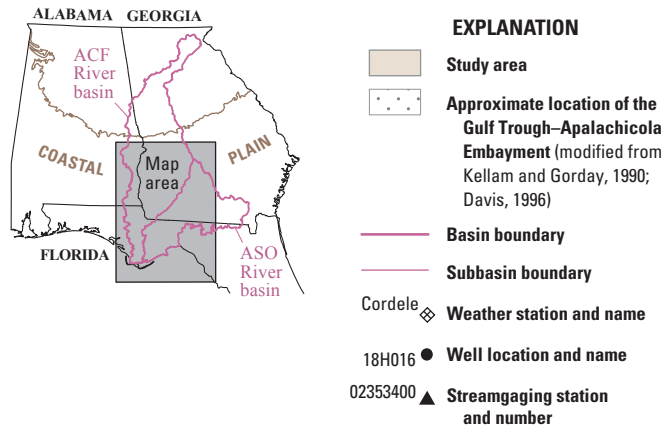 ALABAMA GEORGIA
ACF
River
basin
COASTAL
PLAIN
Map
area
FLORIDA
ASO
River
basin
EXPLANATION
Study area
Approximate location of the
Gulf Trough–Apalachicola
Embayment (modified from
Kellam and Gorday, 1990;
Davis, 1996)
Basin boundary
Subbasin boundary
Cordele Weather station and name
18H016 Well location and name
02353400 Streamgaging station
and number